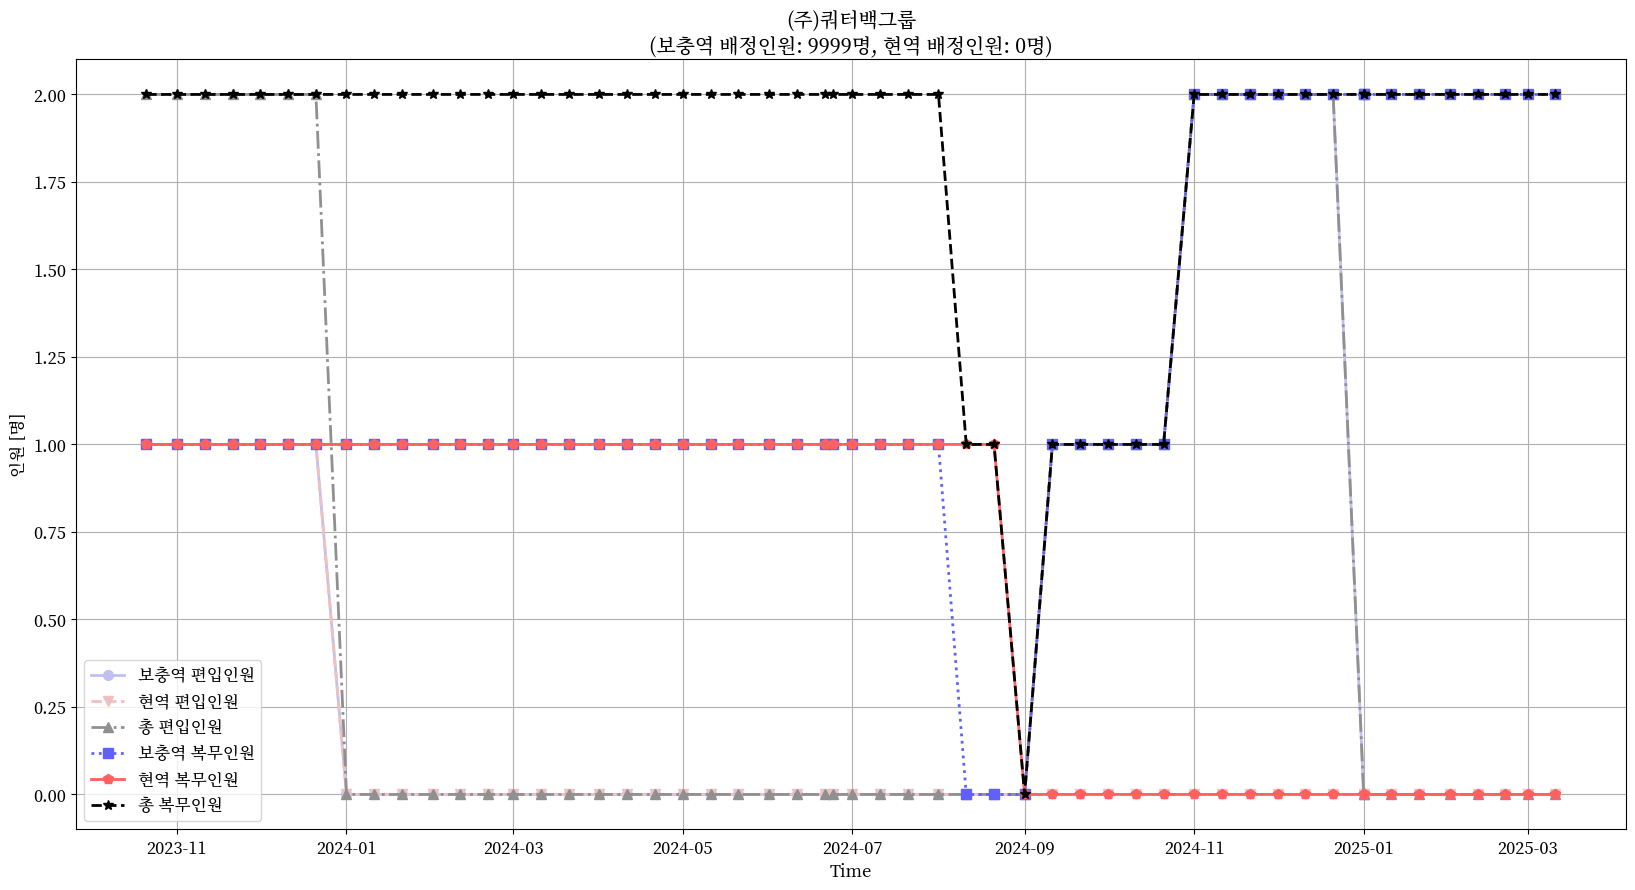 (주)쿼터백그룹
(보충역 배정인원: 9999명, 현역 배정인원: 0명)
인원 [명]
2.00
1.75
1.50
1.25
1.00
0.75
0.50
0.25
0.00
보충역 편입인원
현역 편입인원
총 편입인원
보충역 복무인원
현역 복무인원
총 복무인원
2023-11
2024-01
2024-03
2024-05
2024-07
2024-09
2024-11
2025-01
2025-03
Time